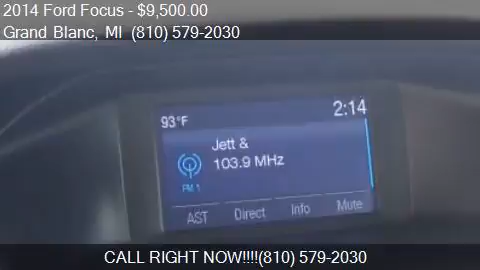 2014 Ford Focus - $9,500.00
Grand Blanc, MI (810) 579-2030
93°F
2:14
Jett &
103.9 MHz
FM 1
AST Direct Info Mute
CALL RIGHT NOW!!!!(810) 579-2030